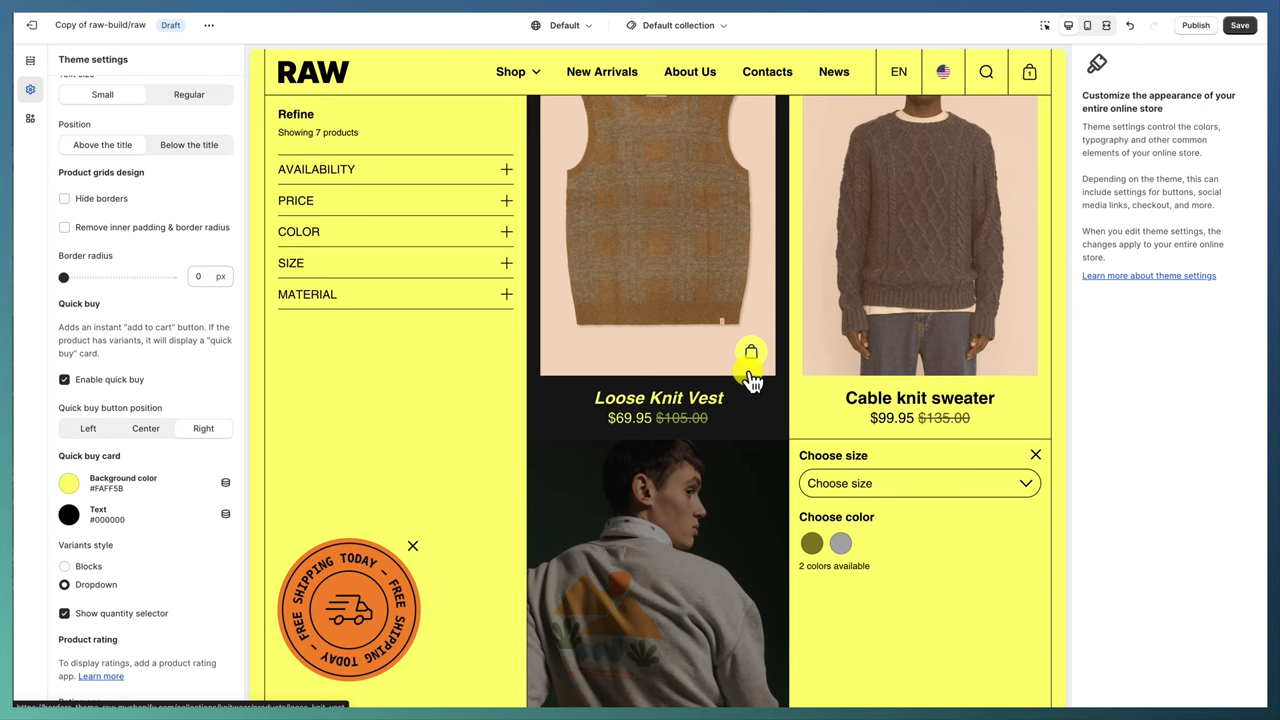 Copy of raw-build/raw
Draft
Default
Default collection
Publish
Save
Theme settings
Text size
Small
Regular
Position
Above the title
Below the title
Product grids design
Hide borders
Remove inner padding & border radius
Border radius
0
px
Quick buy
Adds an instant "add to cart" button. If the
product has variants, it will display a "quick
buy" card.
Enable quick buy
Quick buy button position
Left
Center
Right
Quick buy card
Background color
#FAFF5B
Text
#000000
Variants style
Blocks
Dropdown
Show quantity selector
Product rating
To display ratings, add a product rating
app. Learn more
RAW
Shop
New Arrivals
About Us
Contacts
News
EN
1
Refine
Showing 7 products
AVAILABILITY
PRICE
COLOR
SIZE
MATERIAL
FREE SHIPPING TODAY – FREE SHIPPING TODAY –
Loose Knit Vest
$69.95 $105.00
Cable knit sweater
$99.95 $135.00
Choose size
Choose size
Choose color
2 colors available
Customize the appearance of your
entire online store
Theme settings control the colors,
typography and other common
elements of your online store.
Depending on the theme, this can
include settings for buttons, social
media links, checkout, and more.
When you edit theme settings, the
changes apply to your entire online
store.
Learn more about theme settings